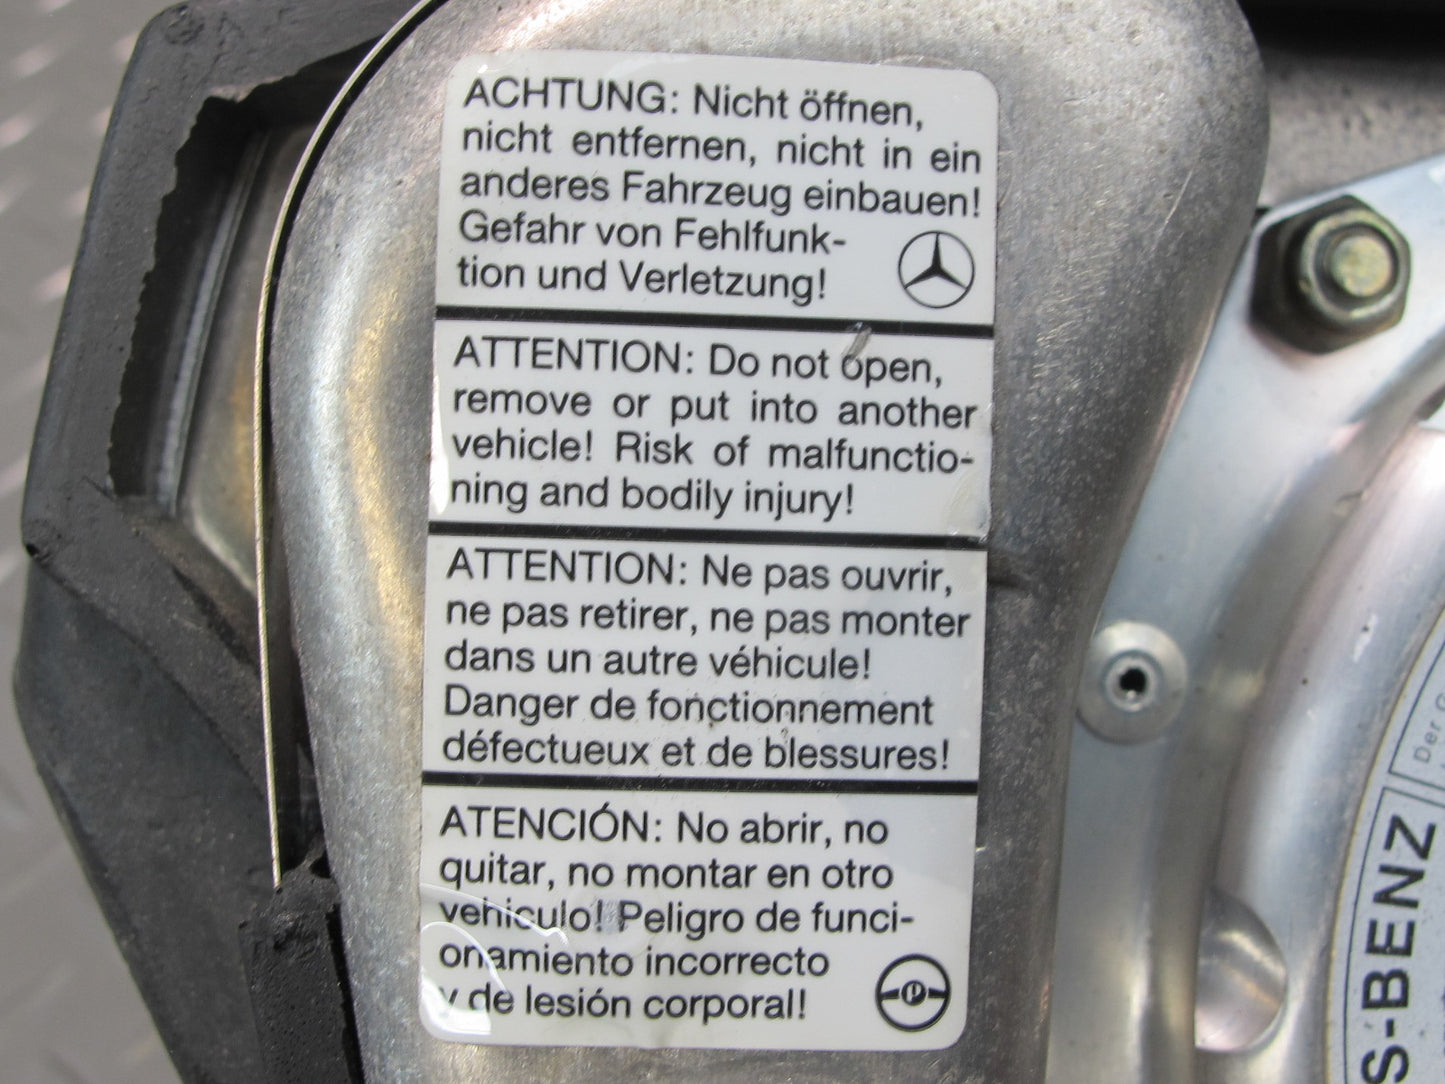 ACHTUNG: Nicht öffnen,
nicht entfernen, nicht in ein
anderes Fahrzeug einbauen!
Gefahr von Fehlfunk-
tion und Verletzung!
ATTENTION: Do not open,
remove or put into another
vehicle! Risk of malfunctio-
ning and bodily injury!
ATTENTION: Ne pas ouvrir,
ne pas retirer, ne pas monter
dans un autre véhicule!
Danger de fonctionnement
défectueux et de blessures!
ATENCIÓN: No abrir, no
quitar, no montar en otro
vehiculo! Peligro de funci-
onamiento incorrecto
y de lesión corporal!
S-BENZ
Der